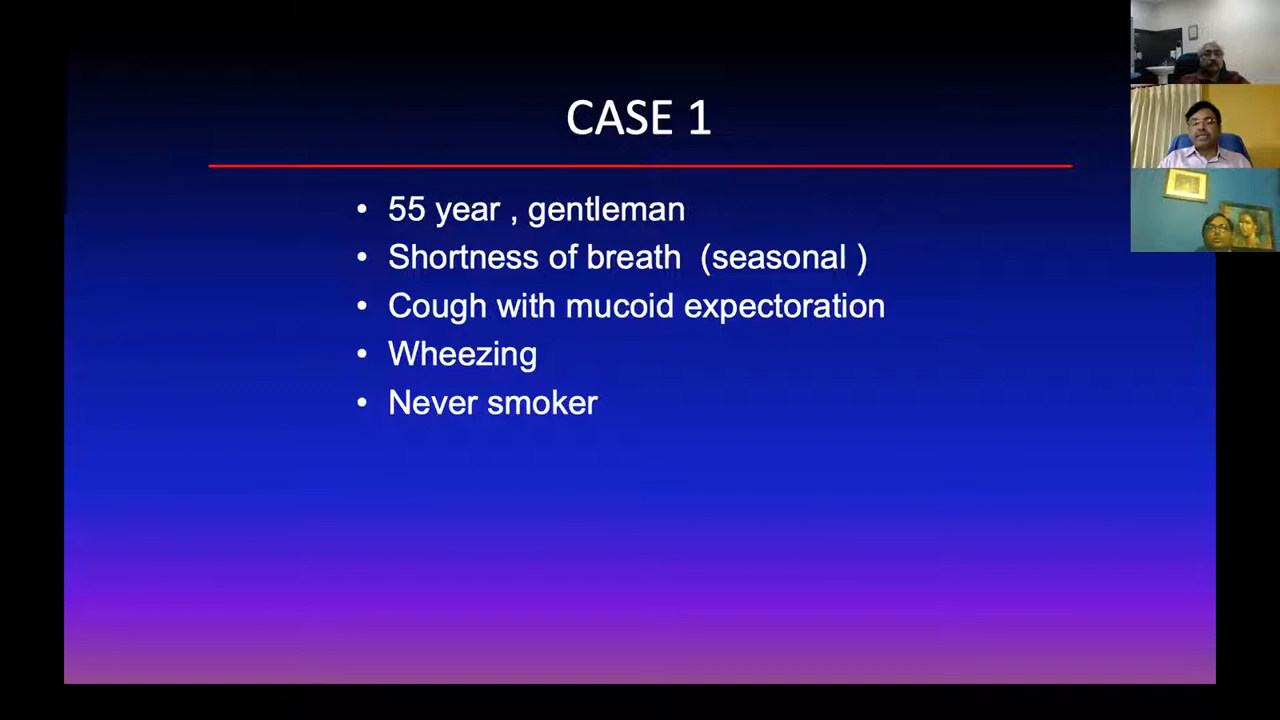 CASE 1
• 55 year , gentleman
• Shortness of breath  (seasonal )
• Cough with mucoid expectoration
• Wheezing
• Never smoker